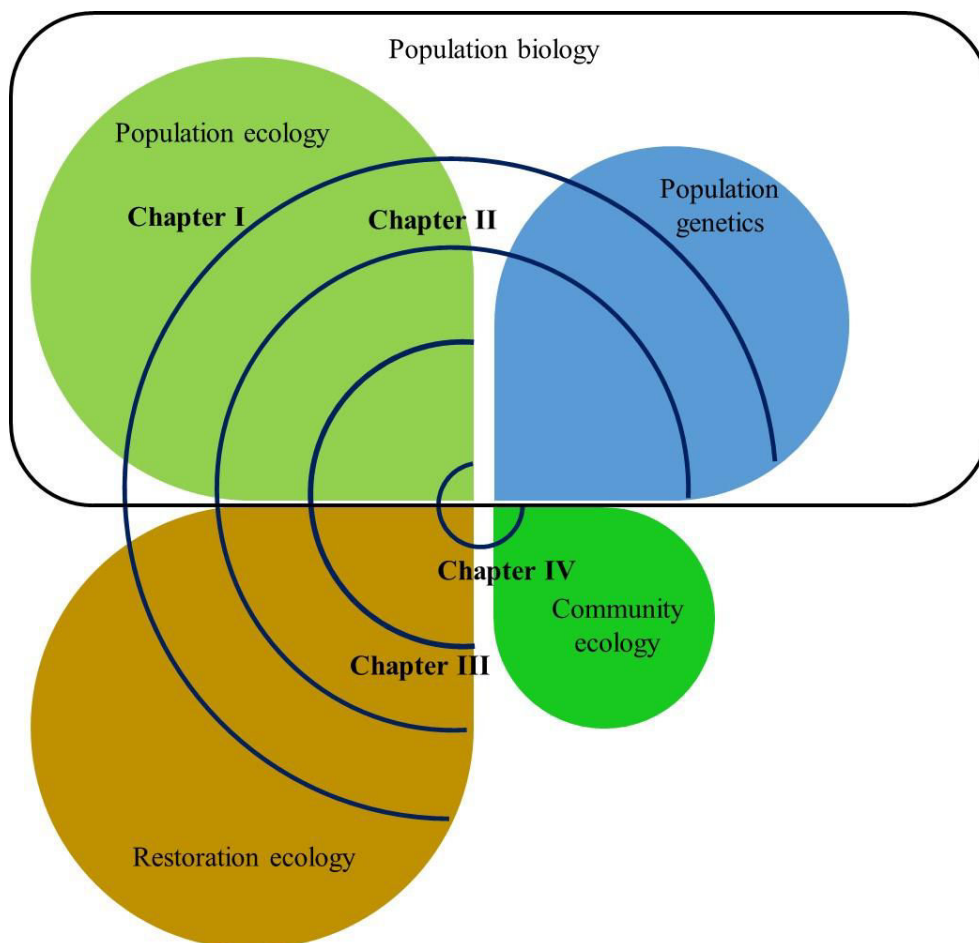 Population biology
Population ecology
Population
genetics
Chapter I
Chapter II
Chapter IV
Community
ecology
Chapter III
Restoration ecology